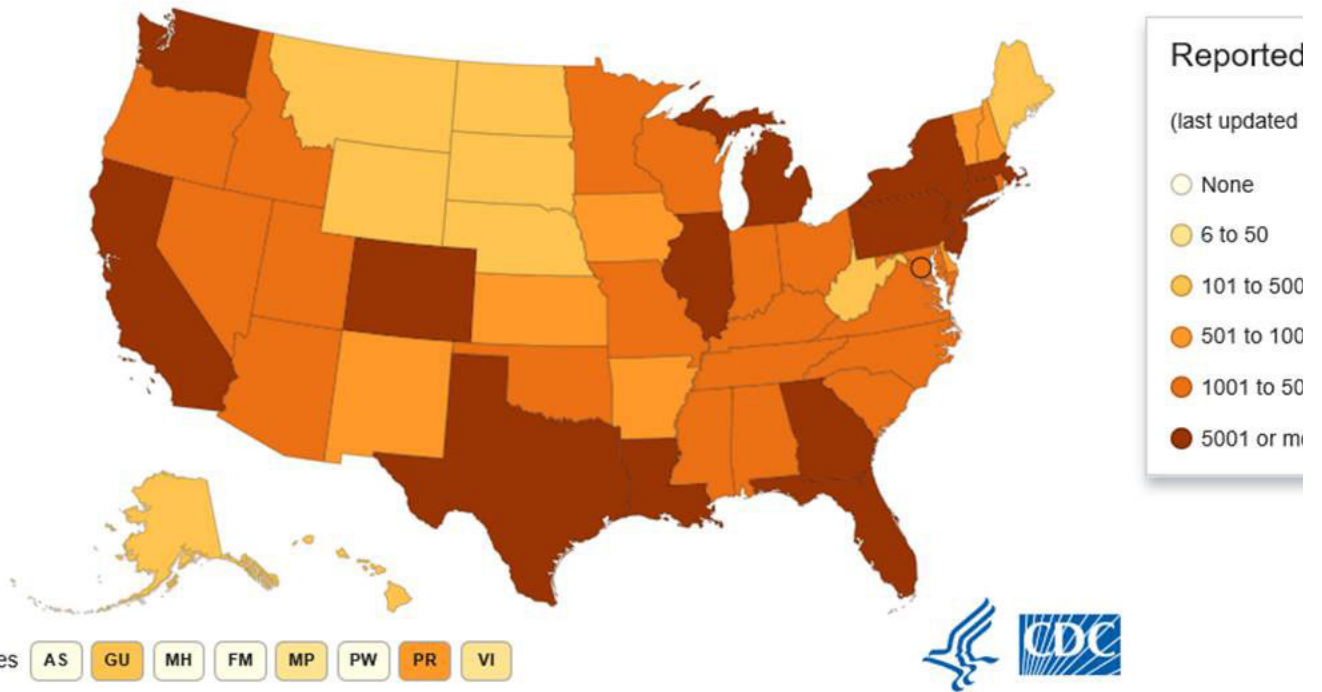 Reported
(last updated
None
6 to 50
101 to 500
501 to 100
1001 to 50
5001 or m
es AS GU MH FM MP PW PR VI
CDC